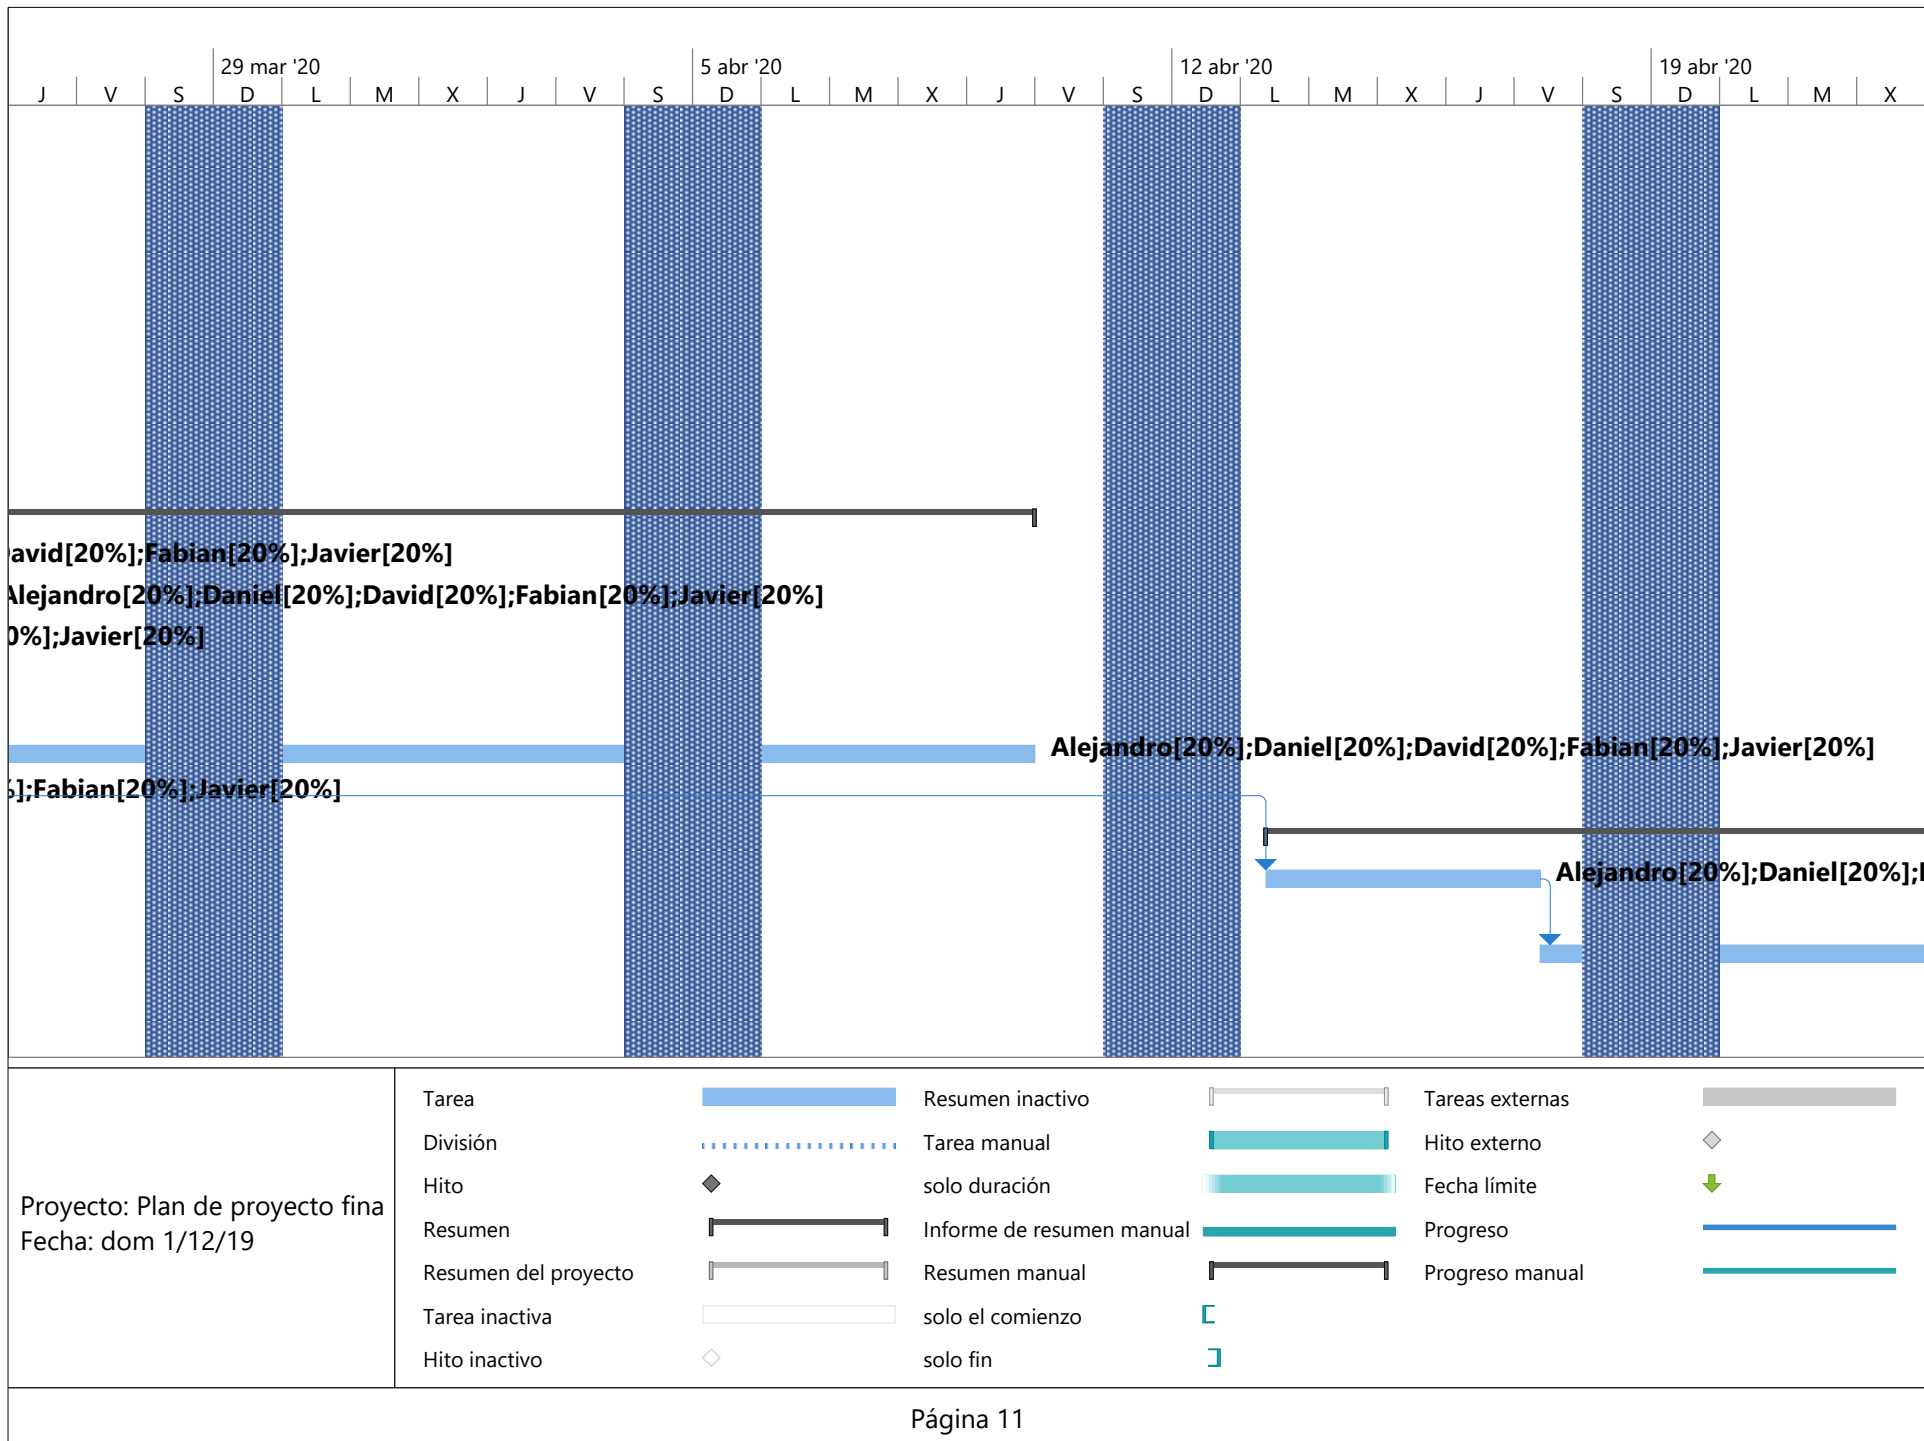 29 mar '20 5 abr '20 12 abr '20 19 abr '20
J V S D L M X J V S D L M X J V S D L M X J V S D L M X
David[20%];Fabian[20%];Javier[20%]
Alejandro[20%];Daniel[20%];David[20%];Fabian[20%];Javier[20%]
0%];Javier[20%]
Alejandro[20%];Daniel[20%];David[20%];Fabian[20%];Javier[20%]
%];Fabian[20%];Javier[20%]
Alejandro[20%];Daniel[20%];
Proyecto: Plan de proyecto fina
Fecha: dom 1/12/19
Tarea
División
Hito
Resumen
Resumen del proyecto
Tarea inactiva
Hito inactivo
Resumen inactivo
Tarea manual
solo duración
Informe de resumen manual
Resumen manual
solo el comienzo
solo fin
Tareas externas
Hito externo
Fecha límite
Progreso
Progreso manual
Página 11